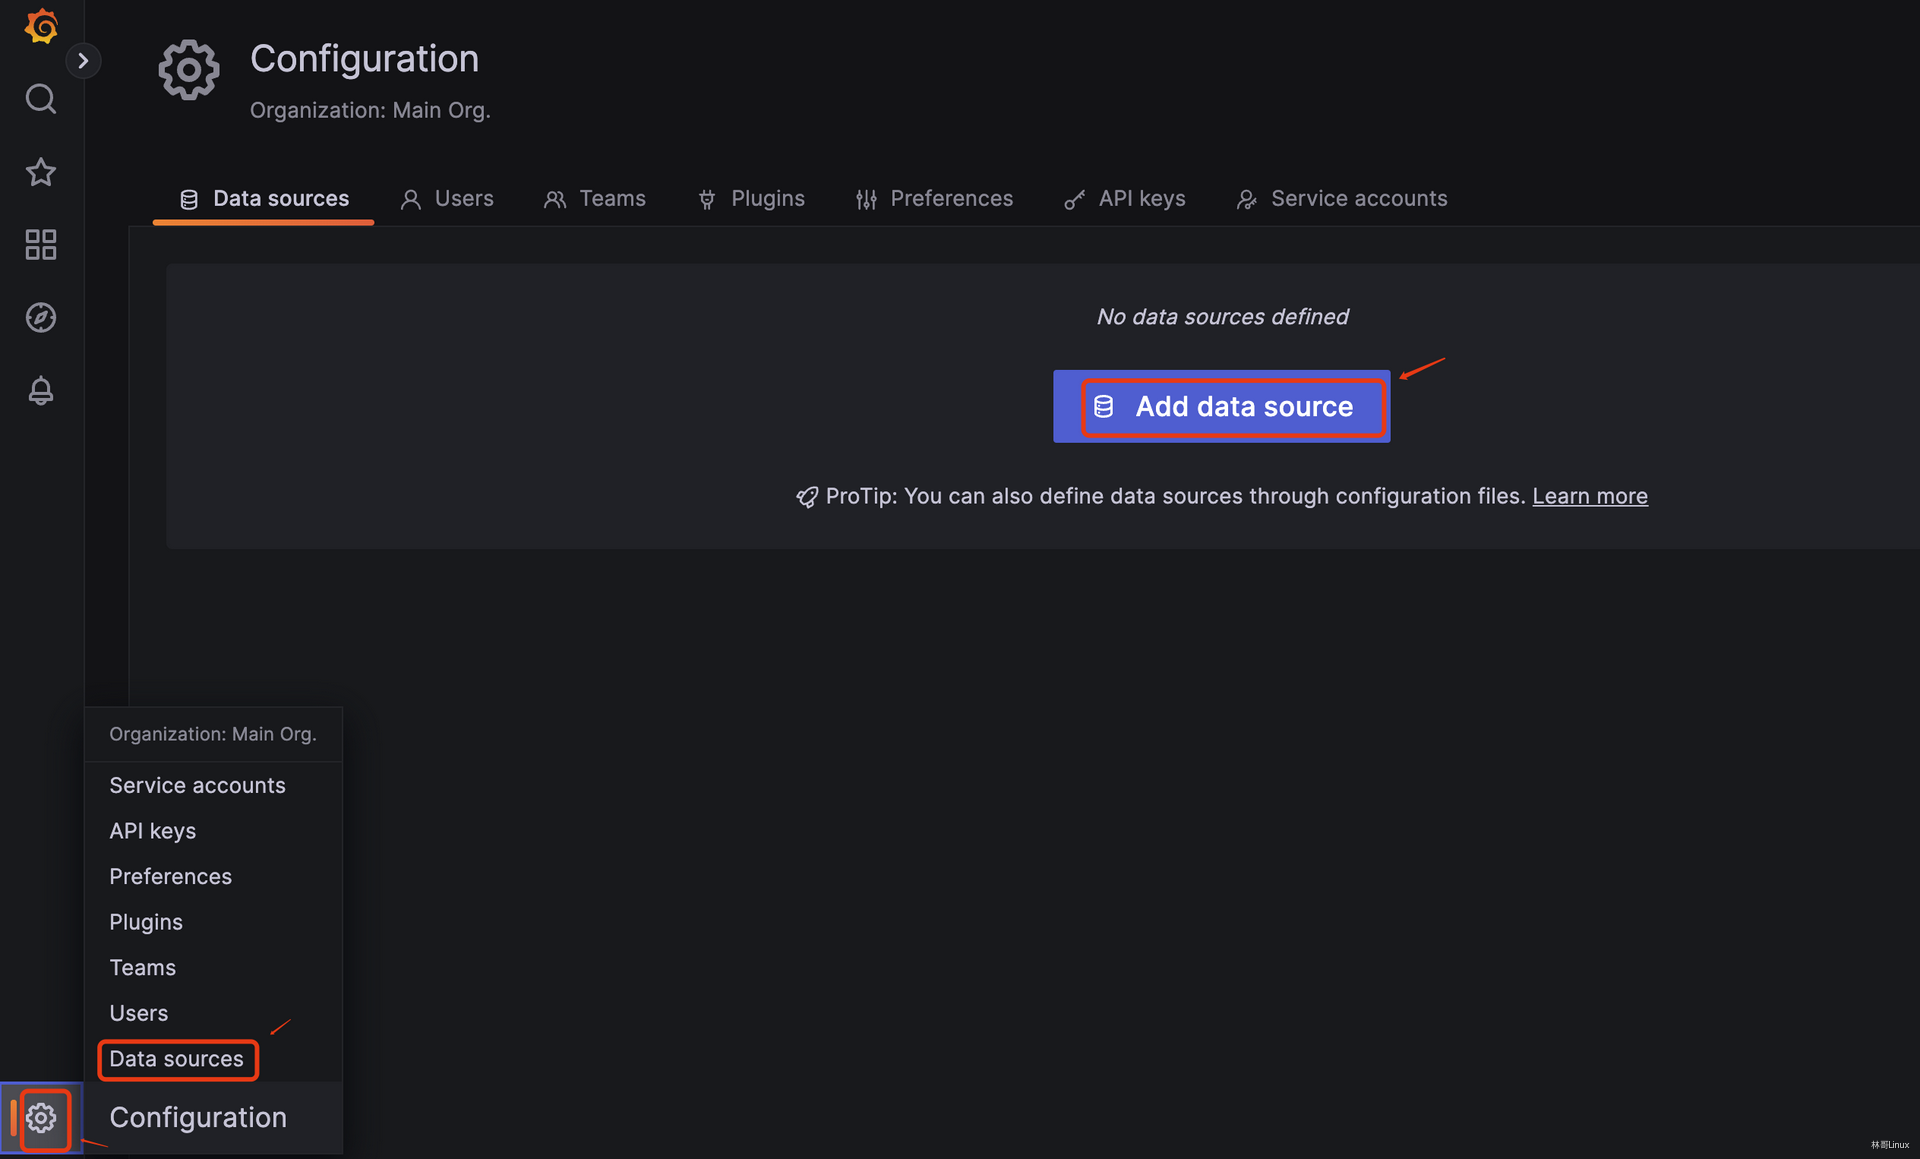 Configuration
Organization: Main Org.
Data sources
Users
Teams
Plugins
Preferences
API keys
Service accounts
No data sources defined
Add data source
ProTip: You can also define data sources through configuration files. Learn more
Organization: Main Org.
Service accounts
API keys
Preferences
Plugins
Teams
Users
Data sources
Configuration
林哥Linux